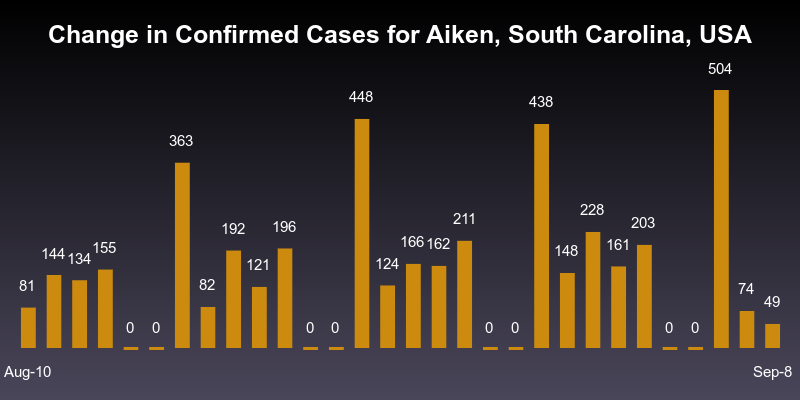 Change in Confirmed Cases for Aiken, South Carolina, USA
81 144 134 155 0 0 363 82 192 121 196 0 0 448 124 166 162 211 0 0 438 148 228 161 203 0 0 504 74 49
Aug-10 Sep-8